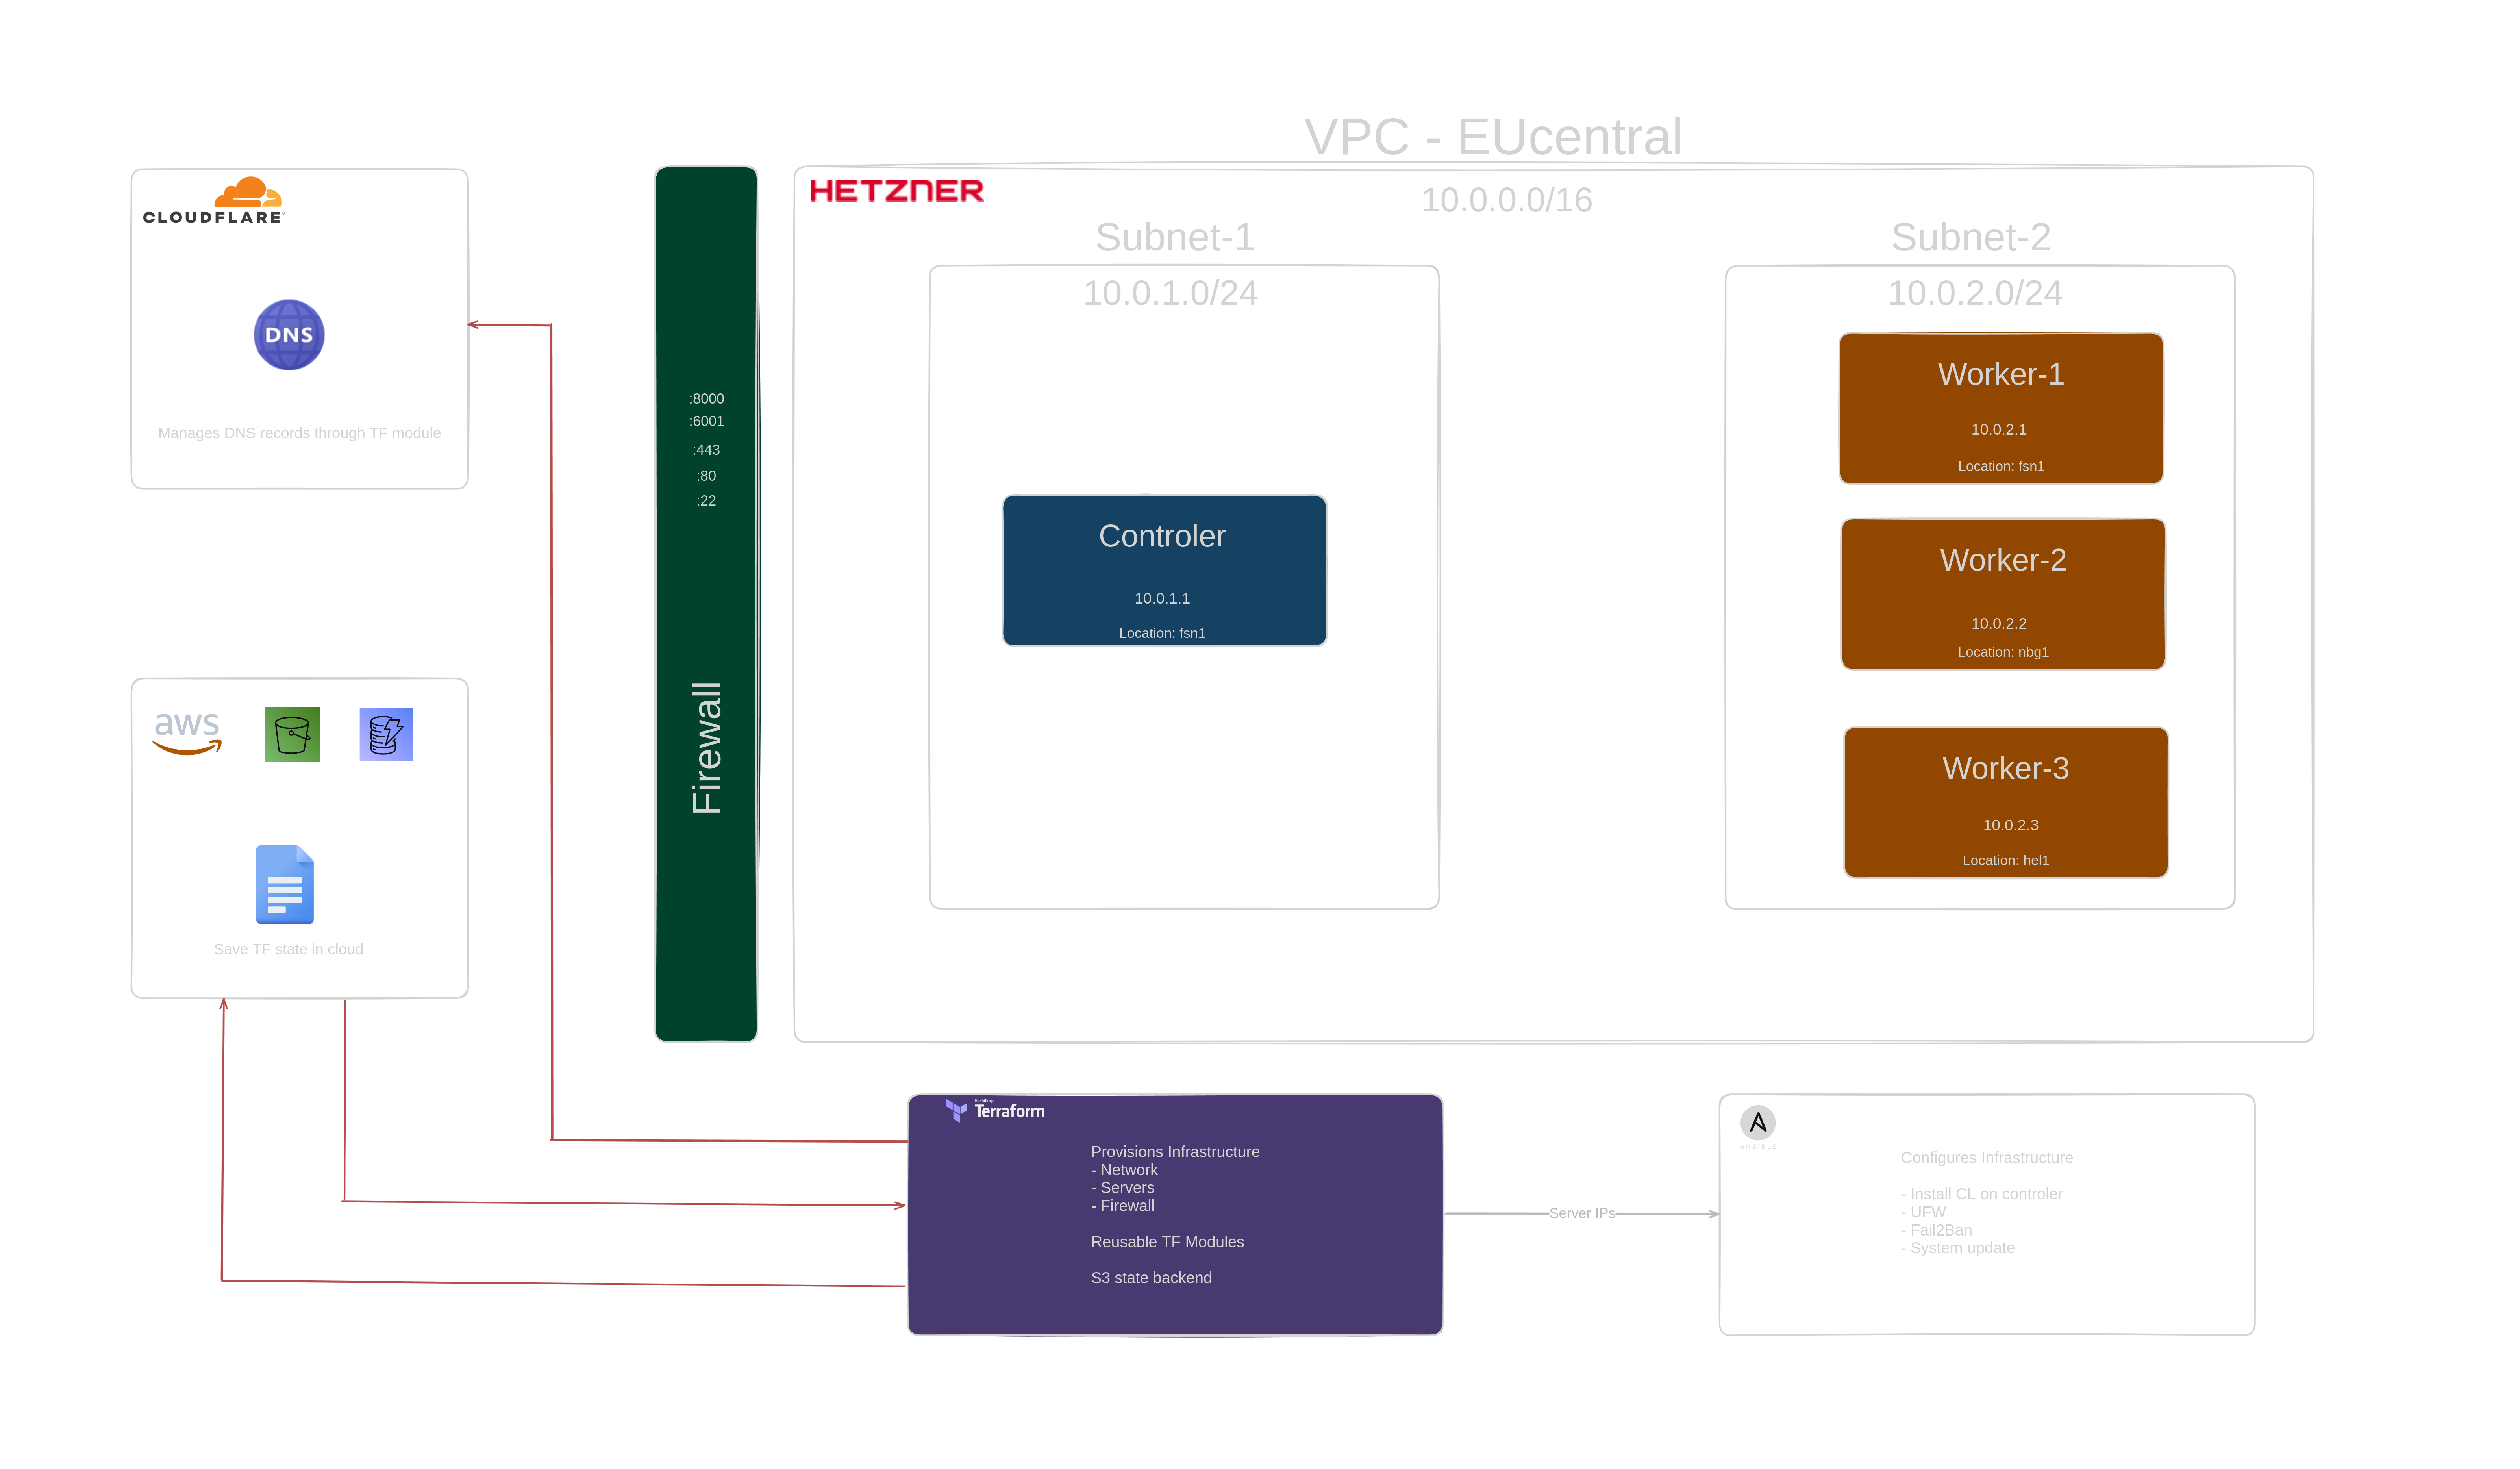 VPC - EUcentral
CLOUDFLARE
HETZNER
10.0.0.0/16
Subnet-1
Subnet-2
10.0.1.0/24
10.0.2.0/24
DNS
Manages DNS records through TF module
:8000
:6001
:443
:80
:22
Firewall
Controler
10.0.1.1
Location: fsn1
Worker-1
10.0.2.1
Location: fsn1
Worker-2
10.0.2.2
Location: nbg1
Worker-3
10.0.2.3
Location: hel1
aws
Save TF state in cloud
HashiCorp
Terraform
Provisions Infrastructure
- Network
- Servers
- Firewall
Reusable TF Modules
S3 state backend
Server IPs
ANSIBLE
Configures Infrastructure
- Install CL on controler
- UFW
- Fail2Ban
- System update